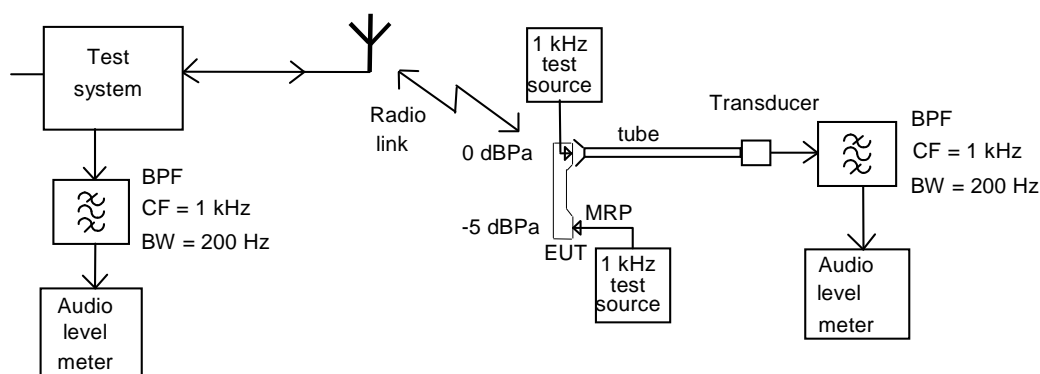 Test
system
BPF
CF = 1 kHz
BW = 200 Hz
Audio
level
meter
Radio
link
1 kHz
test
source
0 dBPa
-5 dBPa
EUT
MRP
1 kHz
test
source
tube
Transducer
BPF
CF = 1 kHz
BW = 200 Hz
Audio
level
meter